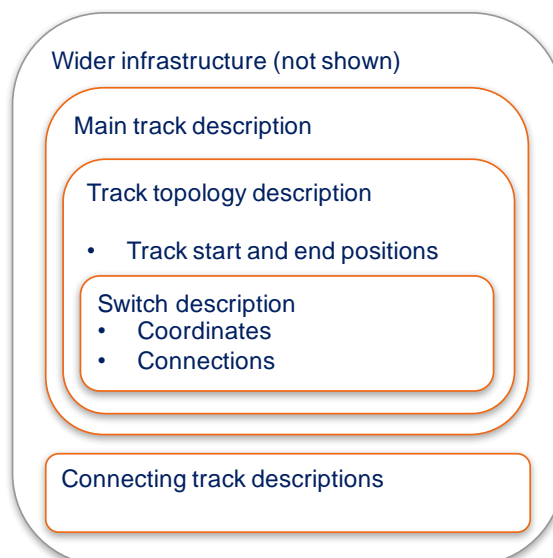 Wider infrastructure (not shown)
Main track description
Track topology description
• Track start and end positions
Switch description
• Coordinates
• Connections
Connecting track descriptions